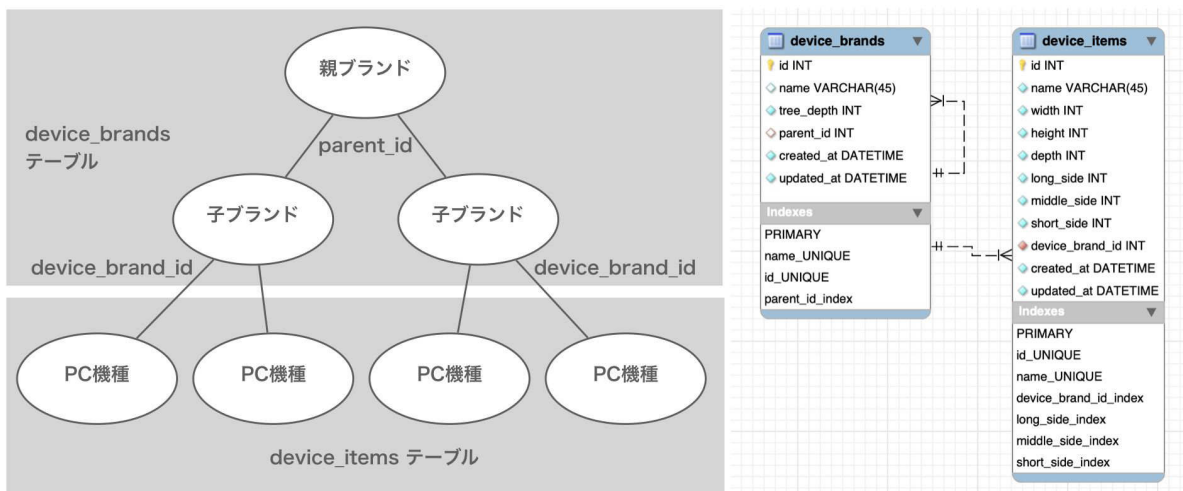 親ブランド
device_brands
テーブル
parent_id
子ブランド
子ブランド
device_brand_id
device_brand_id
PC機種
PC機種
PC機種
PC機種
device_items テーブル
device_brands
id INT
name VARCHAR(45)
tree_depth INT
parent_id INT
created_at DATETIME
updated_at DATETIME
Indexes
PRIMARY
name_UNIQUE
id_UNIQUE
parent_id_index
device_items
id INT
name VARCHAR(45)
width INT
height INT
depth INT
long_side INT
middle_side INT
short_side INT
device_brand_id INT
created_at DATETIME
updated_at DATETIME
Indexes
PRIMARY
id_UNIQUE
name_UNIQUE
device_brand_id_index
long_side_index
middle_side_index
short_side_index